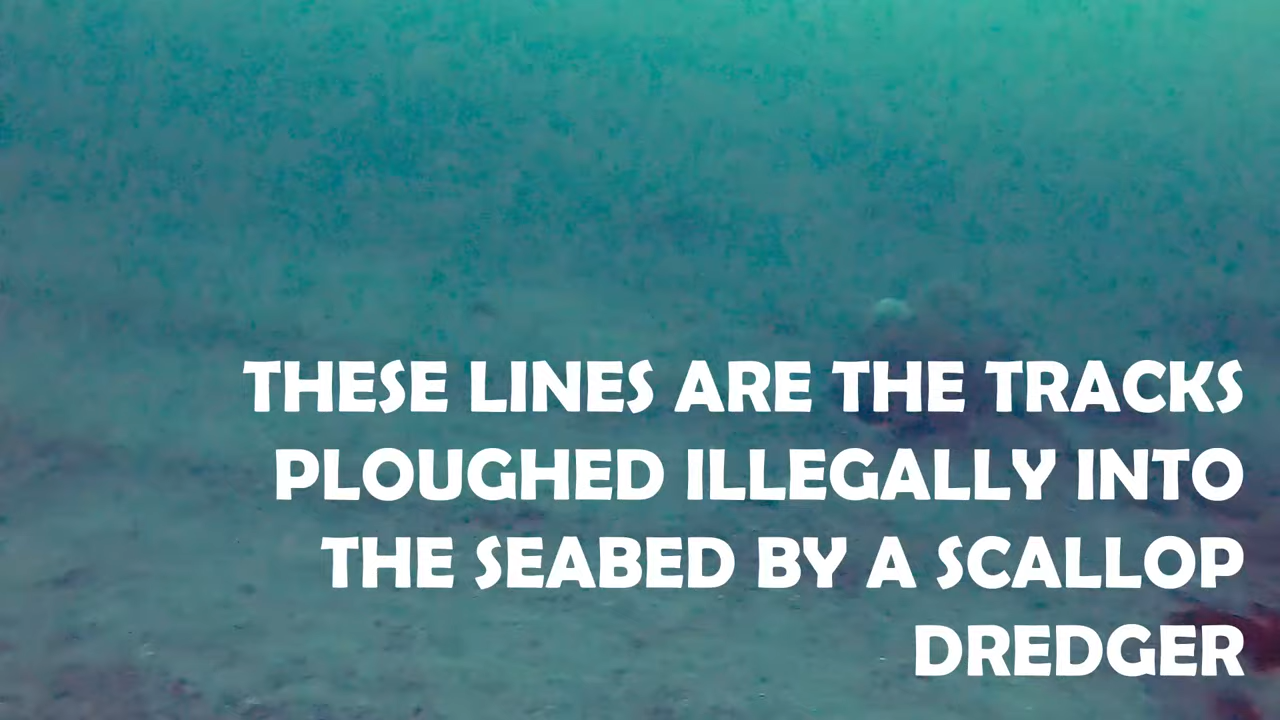 THESE LINES ARE THE TRACKS
PLOUGHED ILLEGALLY INTO
THE SEABED BY A SCALLOP
DREDGER